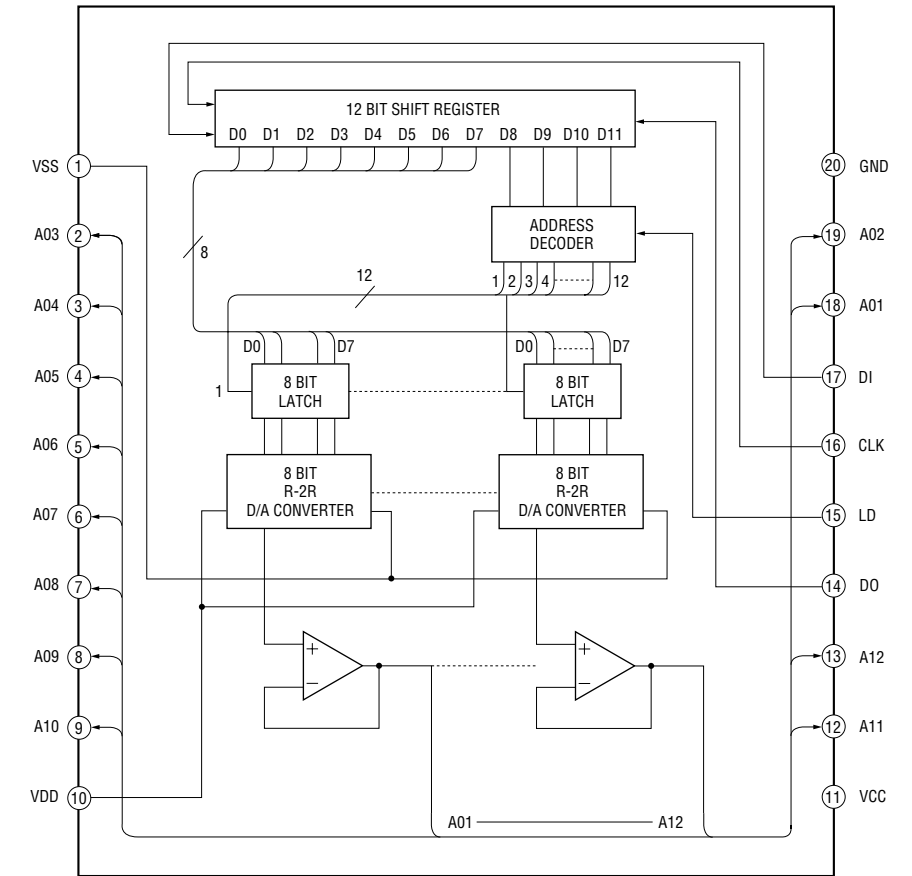 12 BIT SHIFT REGISTER
D0 D1 D2 D3 D4 D5 D6 D7 D8 D9 D10 D11
VSS 1
20 GND
A03 2
ADDRESS
DECODER
19 A02
8
1 2 3 4 12
12
A04 3
18 A01
D0 D7
D0 D7
A05 4
1
8 BIT
LATCH
8 BIT
LATCH
17 DI
A06 5
16 CLK
8 BIT
R-2R
D/A CONVERTER
8 BIT
R-2R
D/A CONVERTER
A07 6
15 LD
A08 7
14 DO
+
−
+
−
A09 8
13 A12
A10 9
12 A11
VDD 10
11 VCC
A01 A12